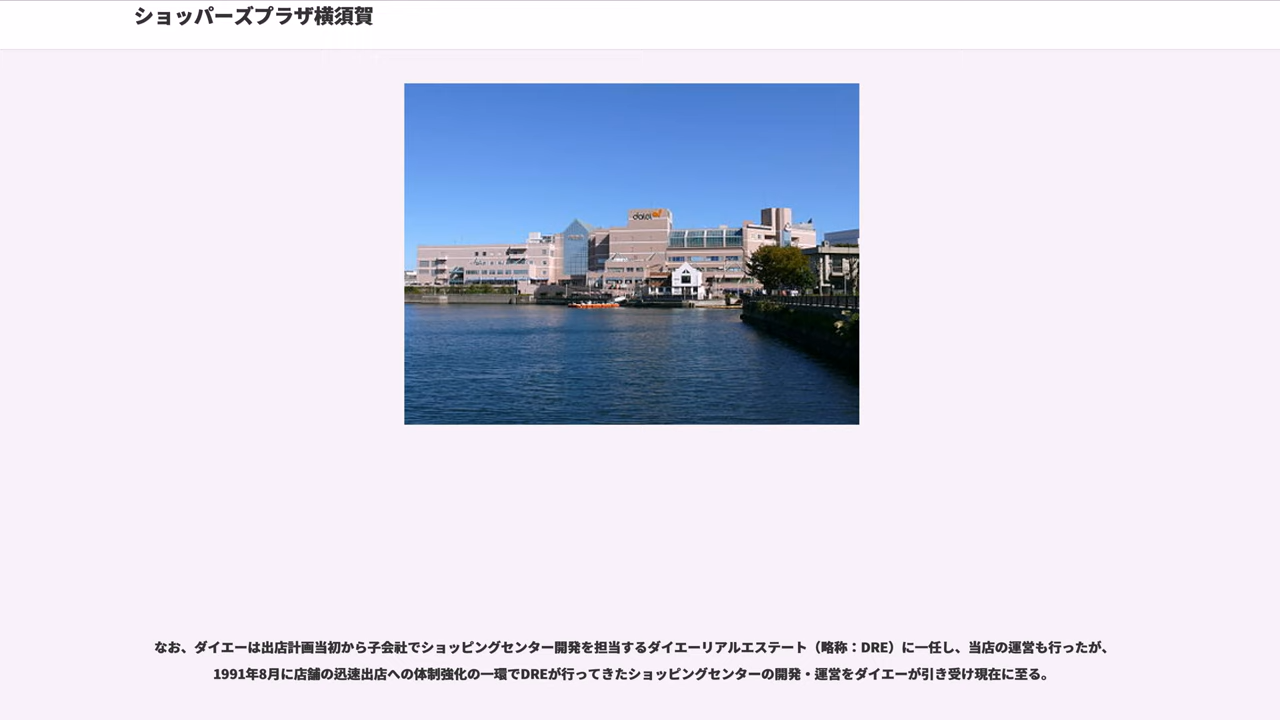 ショッパーズプラザ横須賀
daiei
なお、ダイエーは出店計画当初から子会社でショッピングセンター開発を担当するダイエーリアルエステート（略称：DRE）に一任し、当店の運営も行ったが、
1991年8月に店舗の迅速出店への体制強化の一環でDREが行ってきたショッピングセンターの開発・運営をダイエーが引き受け現在に至る。